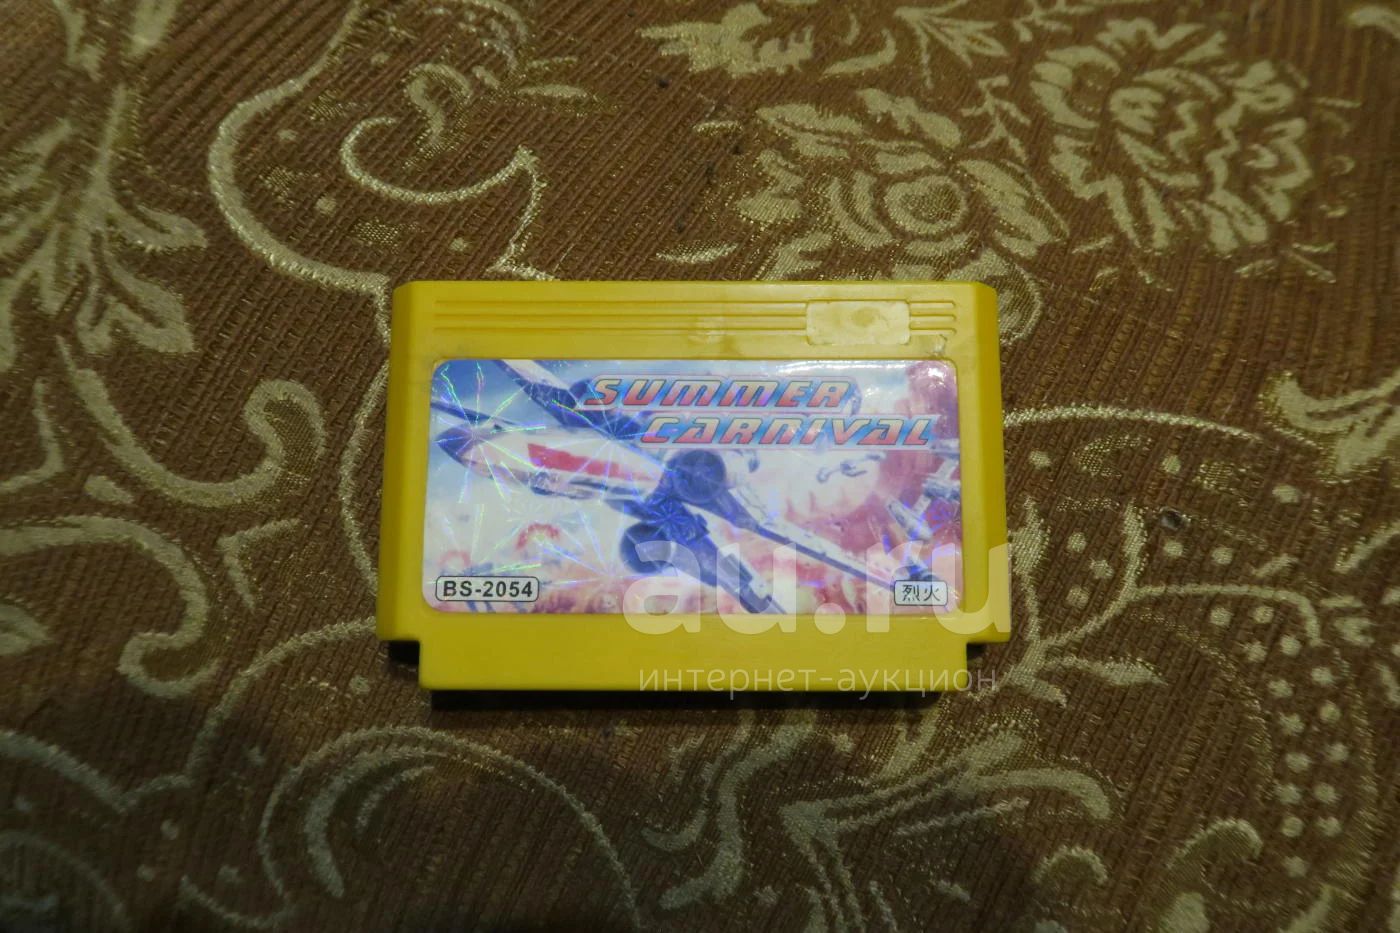 SUMMER
CARNIVAL
BS-2054
烈火
au.ru
интернет-аукцион